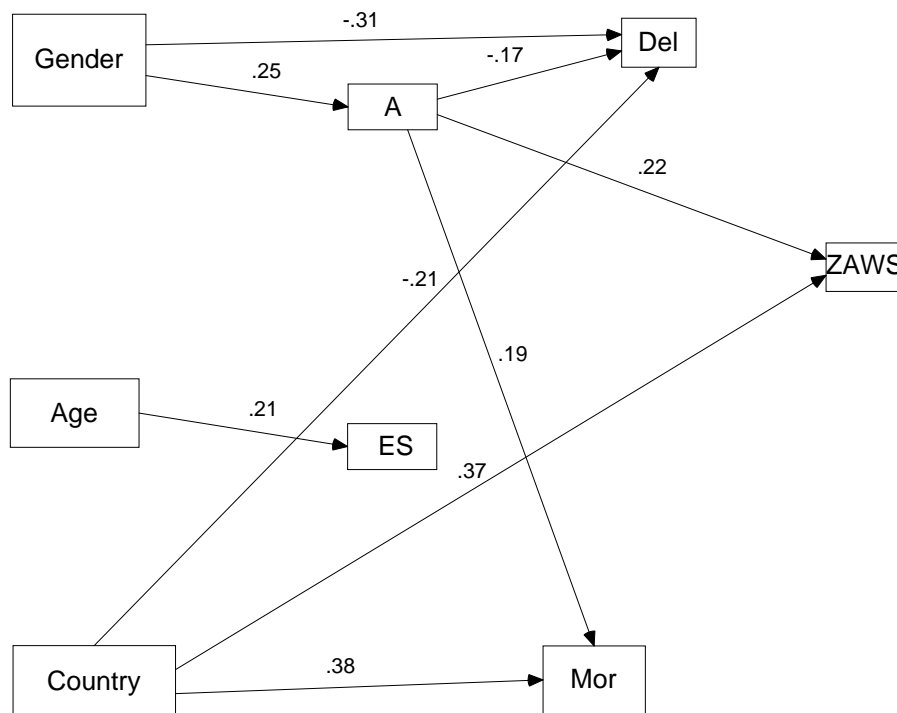 -.31
Del
Gender
-.17
.25
A
.22
ZAWS
-.21
.19
Age
.21
ES
.37
.38
Country
Mor